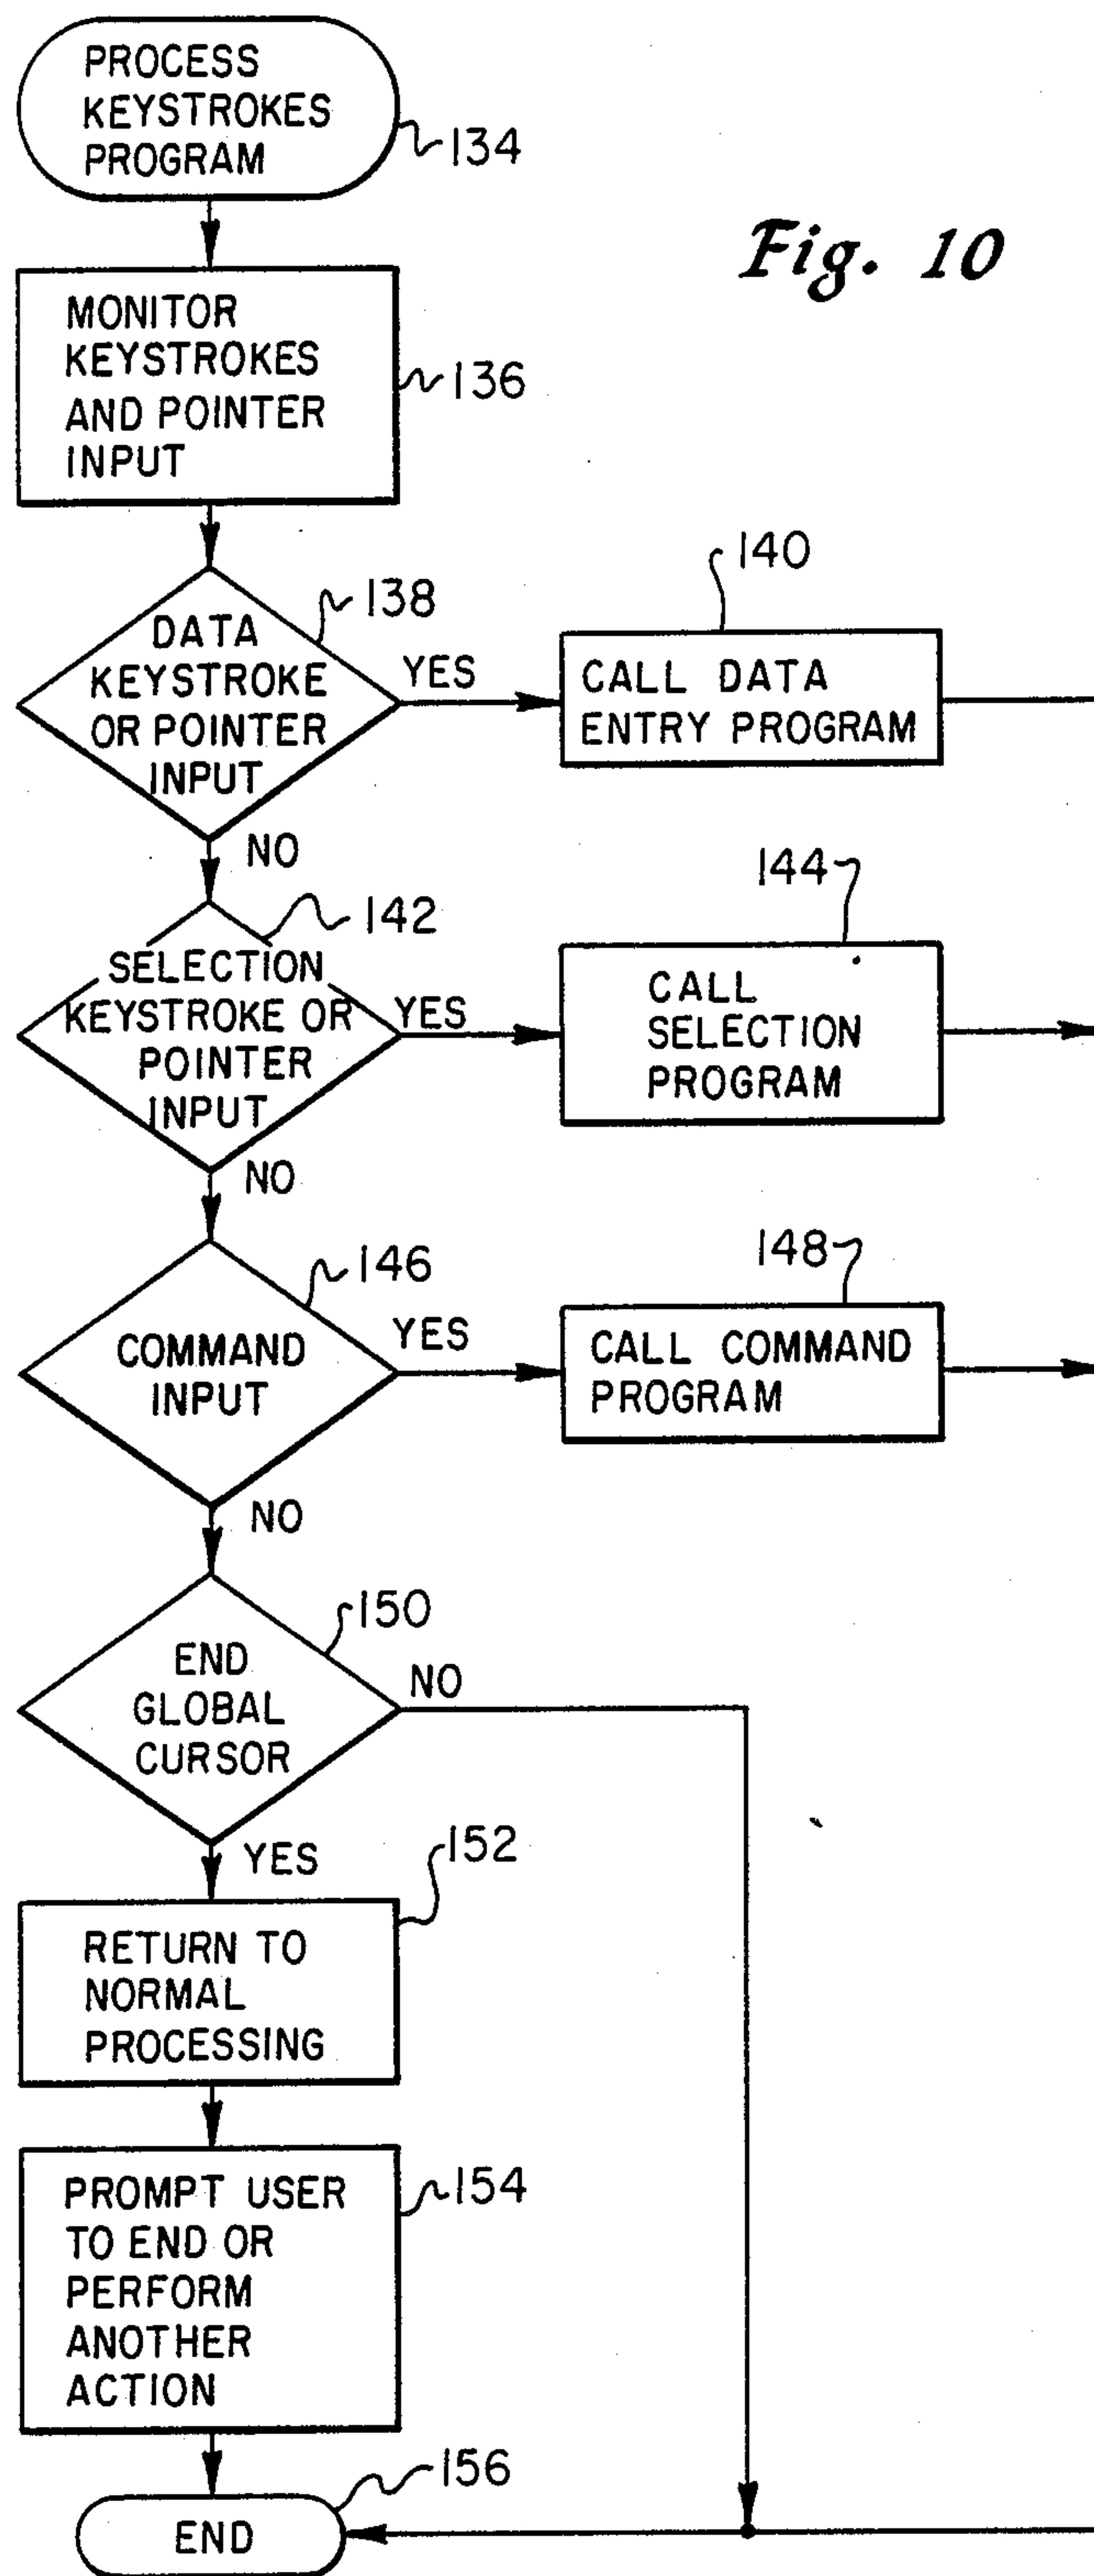 PROCESS
KEYSTROKES
PROGRAM
134
Fig. 10
MONITOR
KEYSTROKES
AND POINTER
INPUT
136
138
DATA
KEYSTROKE
OR POINTER
INPUT
YES
140
CALL DATA
ENTRY PROGRAM
NO
142
SELECTION
KEYSTROKE OR
POINTER
INPUT
YES
144
CALL
SELECTION
PROGRAM
NO
146
COMMAND
INPUT
YES
148
CALL COMMAND
PROGRAM
NO
150
END
GLOBAL
CURSOR
NO
YES
152
RETURN TO
NORMAL
PROCESSING
PROMPT USER
TO END OR
PERFORM
ANOTHER
ACTION
154
156
END